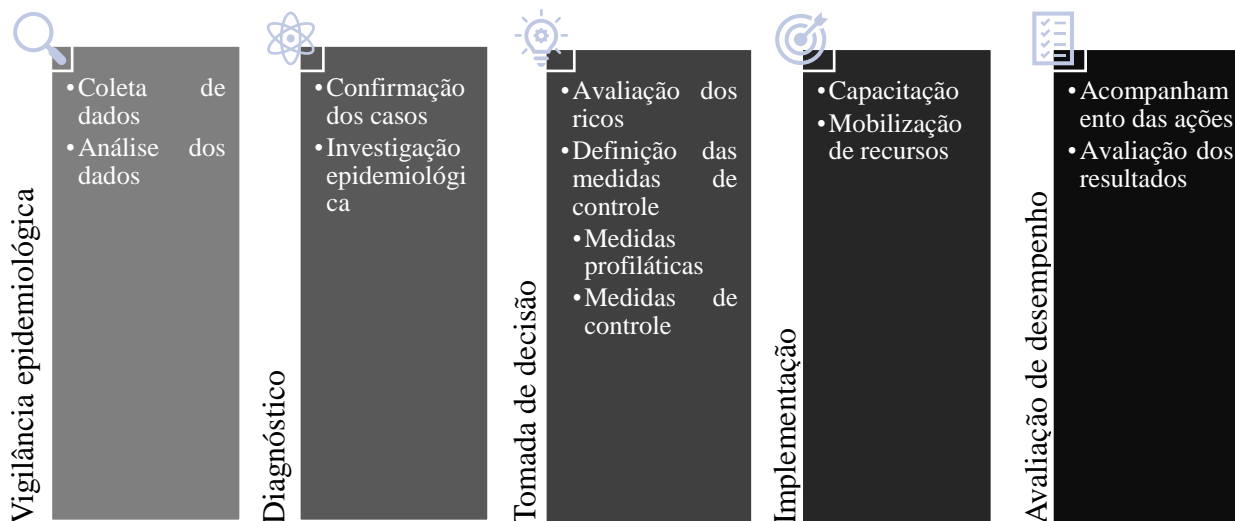 Vigilância epidemiológica
•Coleta de
dados
•Análise dos
dados
Diagnóstico
•Confirmação
dos casos
•Investigação
epidemiológi
ca
Tomada de decisão
•Avaliação dos
ricos
•Definição das
medidas de
controle
•Medidas
profiláticas
•Medidas de
controle
Implementação
•Capacitação
•Mobilização
de recursos
Avaliação de desempenho
•Acompanham
ento das ações
•Avaliação dos
resultados